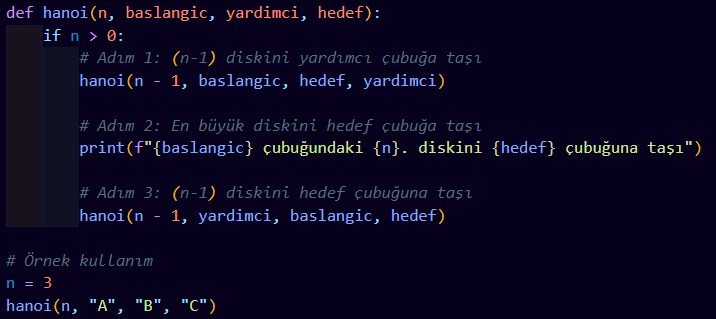 def hanoi(n, baslangic, yardimci, hedef):
    if n > 0:
        # Adım 1: (n-1) diskini yardımcı çubuğa taşı
        hanoi(n - 1, baslangic, hedef, yardimci)

        # Adım 2: En büyük diskini hedef çubuğa taşı
        print(f"{baslangic} çubuğundaki {n}. diskini {hedef} çubuğuna taşı")

        # Adım 3: (n-1) diskini hedef çubuğuna taşı
        hanoi(n - 1, yardimci, baslangic, hedef)

# Örnek kullanım
n = 3
hanoi(n, "A", "B", "C")